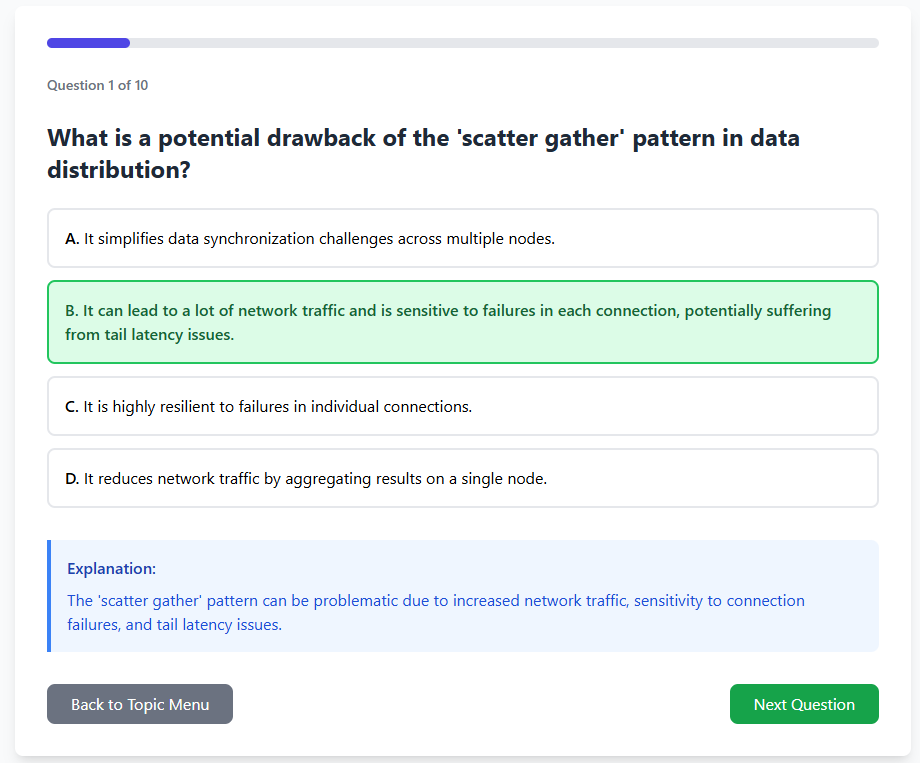 Question 1 of 10
What is a potential drawback of the 'scatter gather' pattern in data
distribution?
A. It simplifies data synchronization challenges across multiple nodes.
B. It can lead to a lot of network traffic and is sensitive to failures in each connection, potentially suffering
from tail latency issues.
C. It is highly resilient to failures in individual connections.
D. It reduces network traffic by aggregating results on a single node.
Explanation:
The 'scatter gather' pattern can be problematic due to increased network traffic, sensitivity to connection
failures, and tail latency issues.
Back to Topic Menu
Next Question